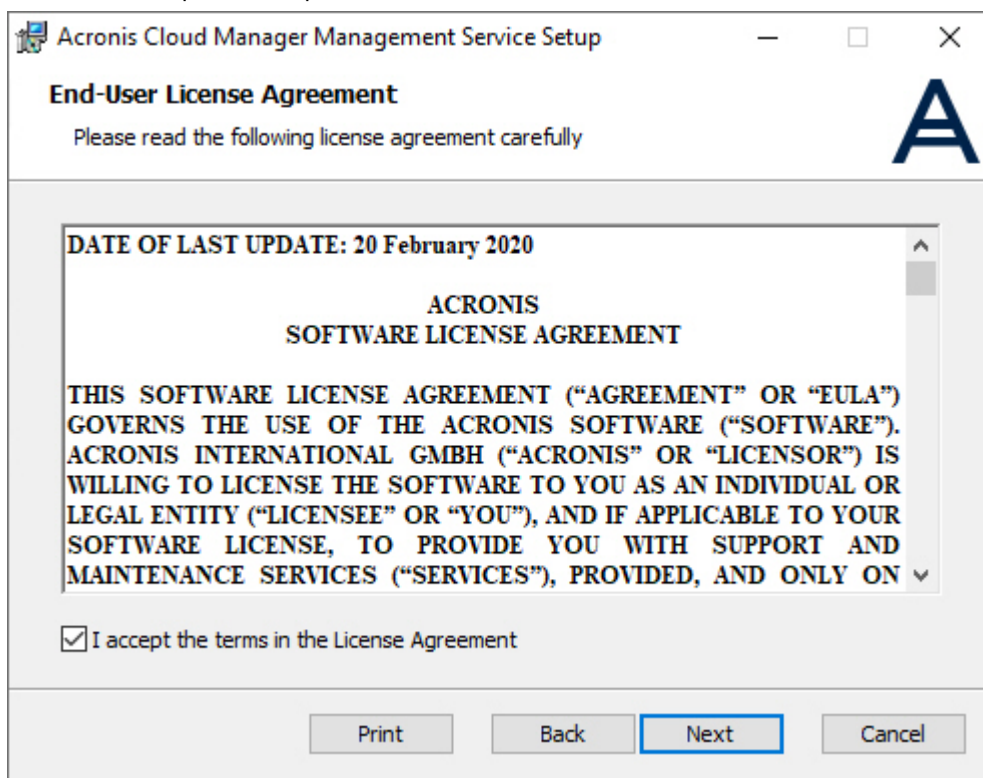 Acronis Cloud Manager Management Service Setup
End-User License Agreement
Please read the following license agreement carefully
DATE OF LAST UPDATE: 20 February 2020
ACRONIS
SOFTWARE LICENSE AGREEMENT
THIS SOFTWARE LICENSE AGREEMENT (“AGREEMENT” OR “EULA”)
GOVERNS THE USE OF THE ACRONIS SOFTWARE (“SOFTWARE”).
ACRONIS INTERNATIONAL GMBH (“ACRONIS” OR “LICENSOR”) IS
WILLING TO LICENSE THE SOFTWARE TO YOU AS AN INDIVIDUAL OR
LEGAL ENTITY (“LICENSEE” OR “YOU”), AND IF APPLICABLE TO YOUR
SOFTWARE LICENSE, TO PROVIDE YOU WITH SUPPORT AND
MAINTENANCE SERVICES (“SERVICES”), PROVIDED, AND ONLY ON
I accept the terms in the License Agreement
Print Back Next Cancel